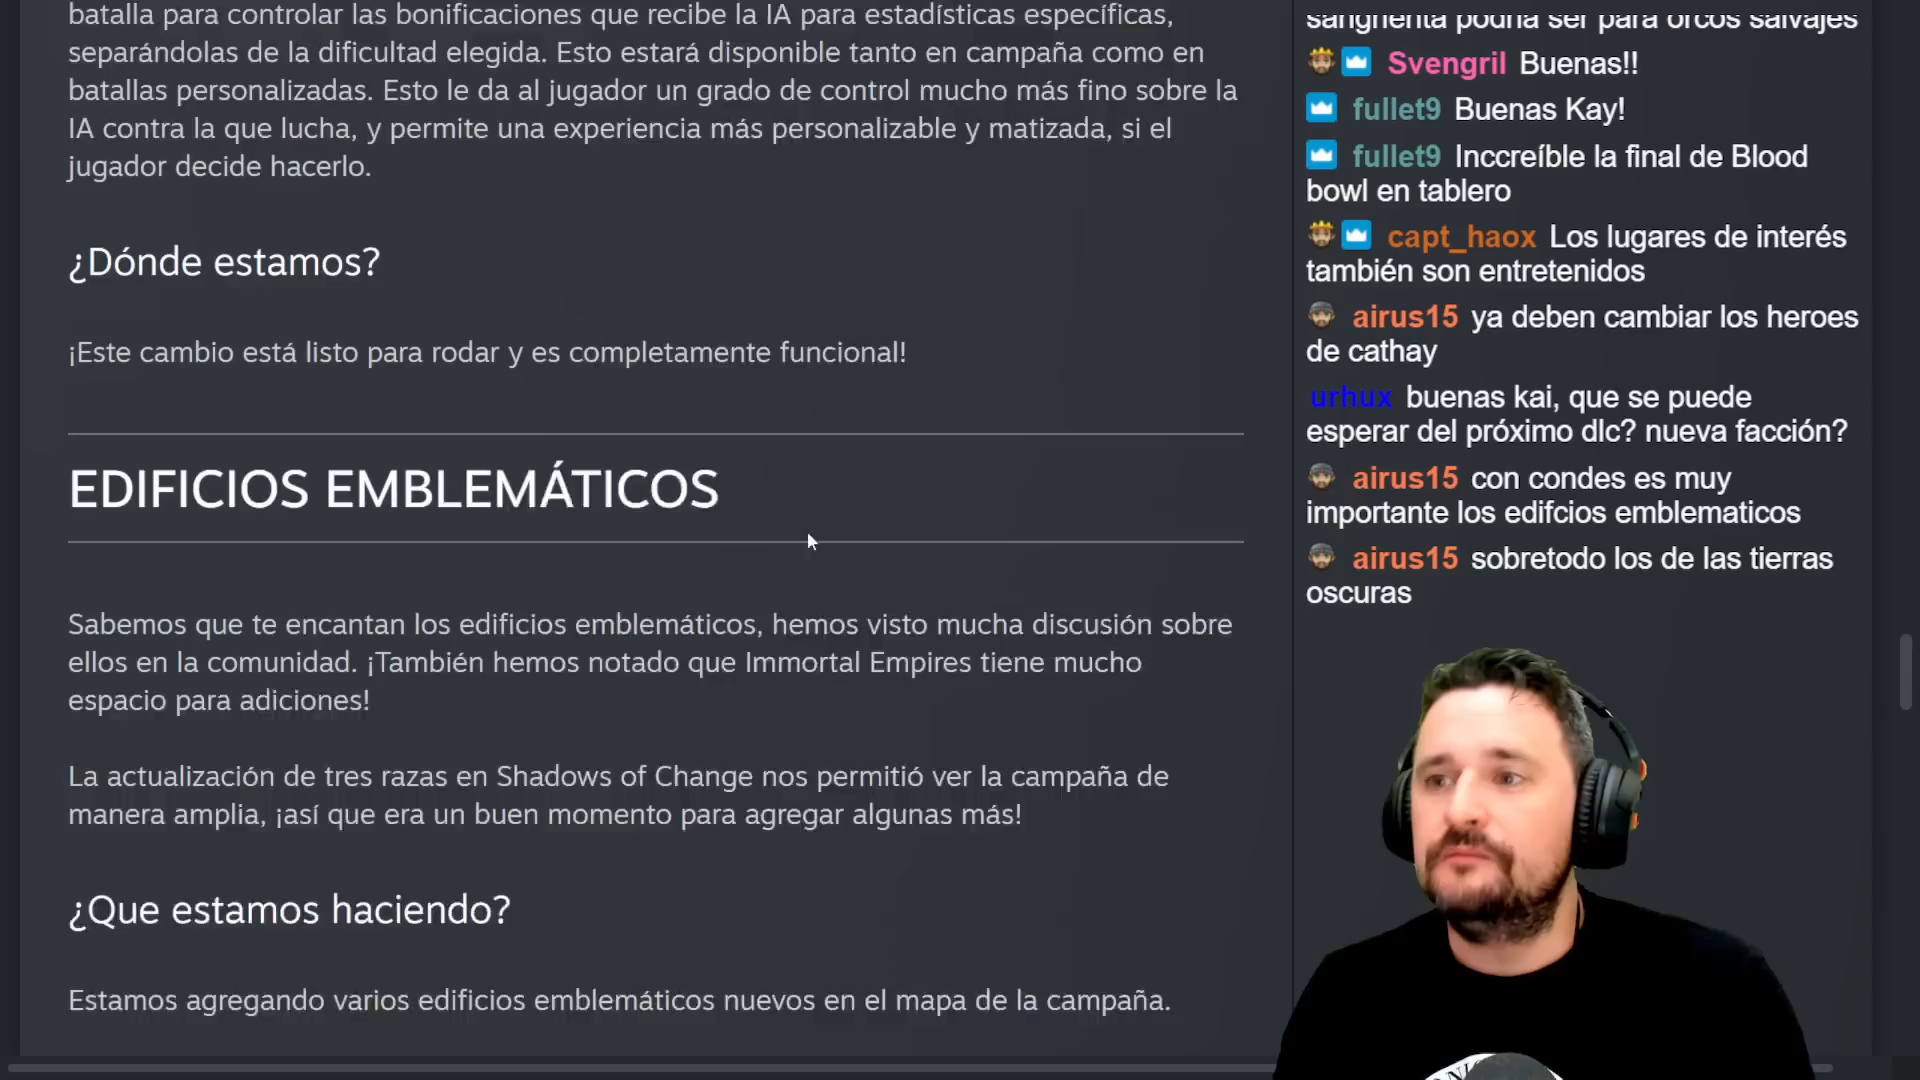 batalla para controlar las bonificaciones que recibe la IA para estadísticas específicas,
separándolas de la dificultad elegida. Esto estará disponible tanto en campaña como en
batallas personalizadas. Esto le da al jugador un grado de control mucho más fino sobre la
IA contra la que lucha, y permite una experiencia más personalizable y matizada, si el
jugador decide hacerlo.
¿Dónde estamos?
¡Este cambio está listo para rodar y es completamente funcional!
EDIFICIOS EMBLEMÁTICOS
Sabemos que te encantan los edificios emblemáticos, hemos visto mucha discusión sobre
ellos en la comunidad. ¡También hemos notado que Immortal Empires tiene mucho
espacio para adiciones!
La actualización de tres razas en Shadows of Change nos permitió ver la campaña de
manera amplia, ¡así que era un buen momento para agregar algunas más!
¿Que estamos haciendo?
Estamos agregando varios edificios emblemáticos nuevos en el mapa de la campaña.
sangrienta podría ser para orcos salvajes
Svengril Buenas!!
fullet9 Buenas Kay!
fullet9 Inccreíble la final de Blood
bowl en tablero
capt_haox Los lugares de interés
también son entretenidos
airus15 ya deben cambiar los heroes
de cathay
urhux buenas kai, que se puede
esperar del próximo dlc? nueva facción?
airus15 con condes es muy
importante los edifcios emblematicos
airus15 sobretodo los de las tierras
oscuras